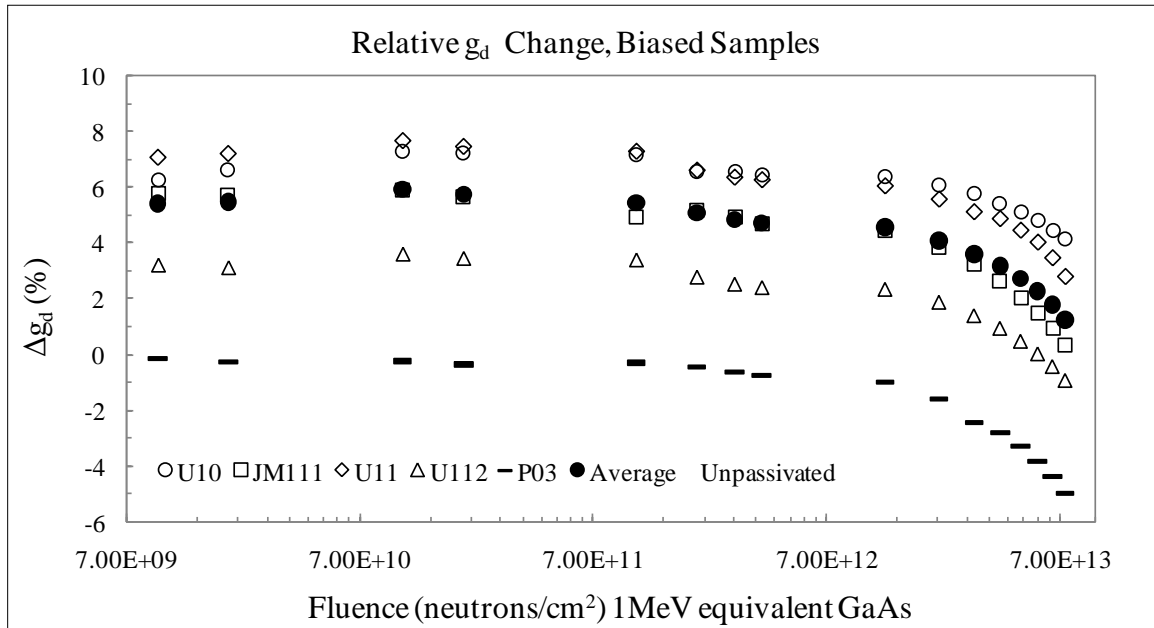 Relative gd Change, Biased Samples
10
8
6
4
2
0
-2
-4
-6
Δgd (%)
U10 JM111 U11 U112 P03 Average Unpassivated
7.00E+09 7.00E+10 7.00E+11 7.00E+12 7.00E+13
Fluence (neutrons/cm²) 1MeV equivalent GaAs